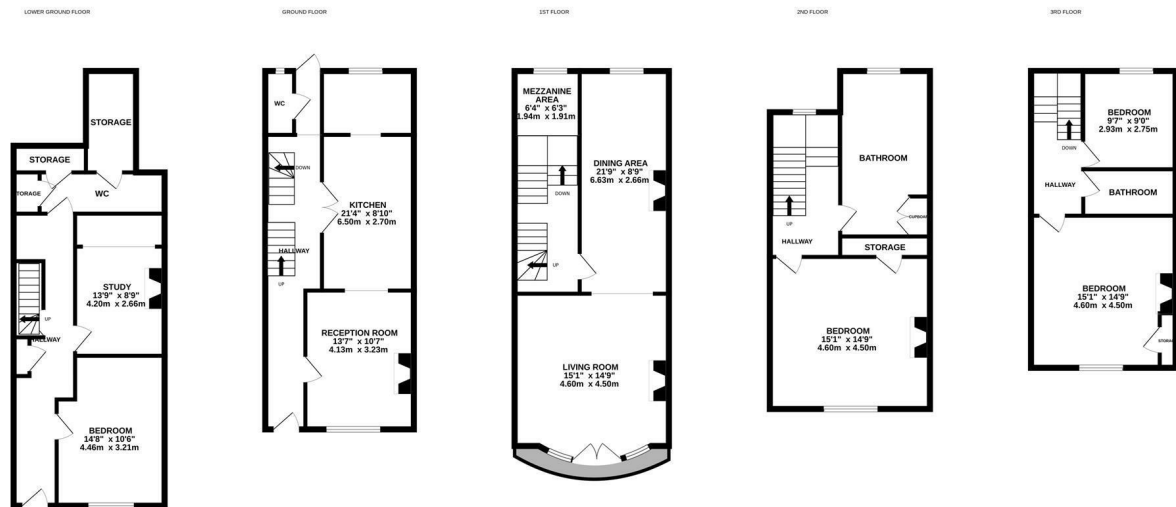 LOWER GROUND FLOOR
STORAGE
STORAGE
STORAGE
WC
STUDY
13'9" x 8'9"
4.20m x 2.66m
UP
HALLWAY
BEDROOM
14'8" x 10'6"
4.46m x 3.21m
GROUND FLOOR
WC
DOWN
KITCHEN
21'4" x 8'10"
6.50m x 2.70m
HALLWAY
UP
RECEPTION ROOM
13'7" x 10'7"
4.13m x 3.23m
1ST FLOOR
MEZZANINE
AREA
6'4" x 6'3"
1.94m x 1.91m
DINING AREA
21'9" x 8'9"
6.63m x 2.66m
DOWN
UP
LIVING ROOM
15'1" x 14'9"
4.60m x 4.50m
2ND FLOOR
BATHROOM
CUPBOARD
UP
HALLWAY
STORAGE
BEDROOM
15'1" x 14'9"
4.60m x 4.50m
3RD FLOOR
BEDROOM
9'7" x 9'0"
2.93m x 2.75m
DOWN
HALLWAY
BATHROOM
BEDROOM
15'1" x 14'9"
4.60m x 4.50m
STORAGE